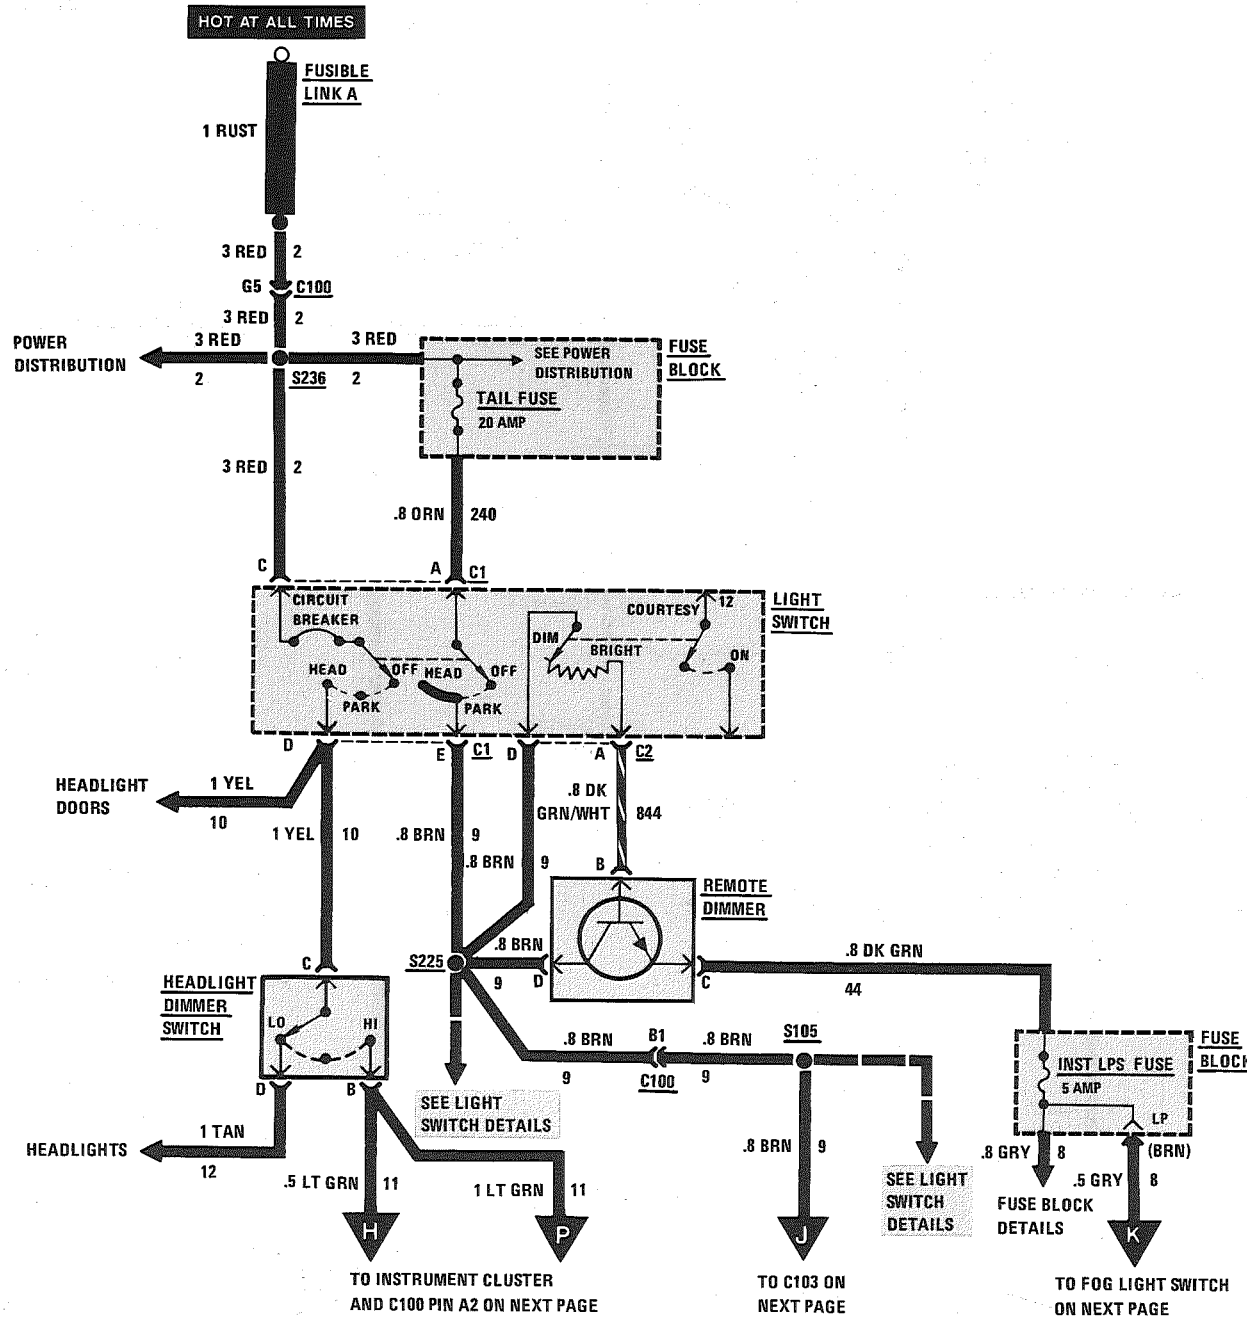 HOT AT ALL TIMES
FUSIBLE
LINK A
1 RUST
3 RED 2
G5 C100
3 RED 2
POWER
DISTRIBUTION
3 RED
2
S236
3 RED
2
SEE POWER
DISTRIBUTION
TAIL FUSE
20 AMP
FUSE
BLOCK
3 RED 2
.8 ORN 240
C
A C1
CIRCUIT
BREAKER
HEAD
OFF
PARK
HEAD
OFF
PARK
DIM
BRIGHT
COURTESY
12
ON
LIGHT
SWITCH
D
E C1 D
A C2
HEADLIGHT
DOORS
1 YEL
10
1 YEL 10
.8 BRN 9
.8 BRN 9
.8 DK
GRN/WHT 844
B
REMOTE
DIMMER
S225
.8 BRN
9
D
C
.8 DK GRN
44
C
HEADLIGHT
DIMMER
SWITCH
LO
HI
D
B
SEE LIGHT
SWITCH DETAILS
.8 BRN
9
B1
C100
.8 BRN
9
S105
FUSE
BLOCK
INST LPS FUSE
5 AMP
LP
(BRN)
HEADLIGHTS
1 TAN
12
.5 LT GRN 11
1 LT GRN 11
.8 BRN 9
SEE LIGHT
SWITCH
DETAILS
.8 GRY 8
FUSE BLOCK
DETAILS
.5 GRY 8
H
P
J
K
TO INSTRUMENT CLUSTER
AND C100 PIN A2 ON NEXT PAGE
TO C103 ON
NEXT PAGE
TO FOG LIGHT SWITCH
ON NEXT PAGE